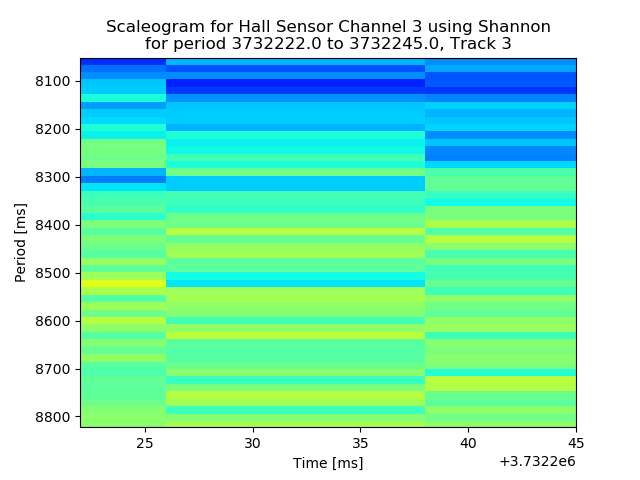 Scaleogram for Hall Sensor Channel 3 using Shannon
for period 3732222.0 to 3732245.0, Track 3
8100
8200
8300
8400
8500
8600
8700
8800
Period [ms]
25 30 35 40 45
Time [ms]
+3.7322e6